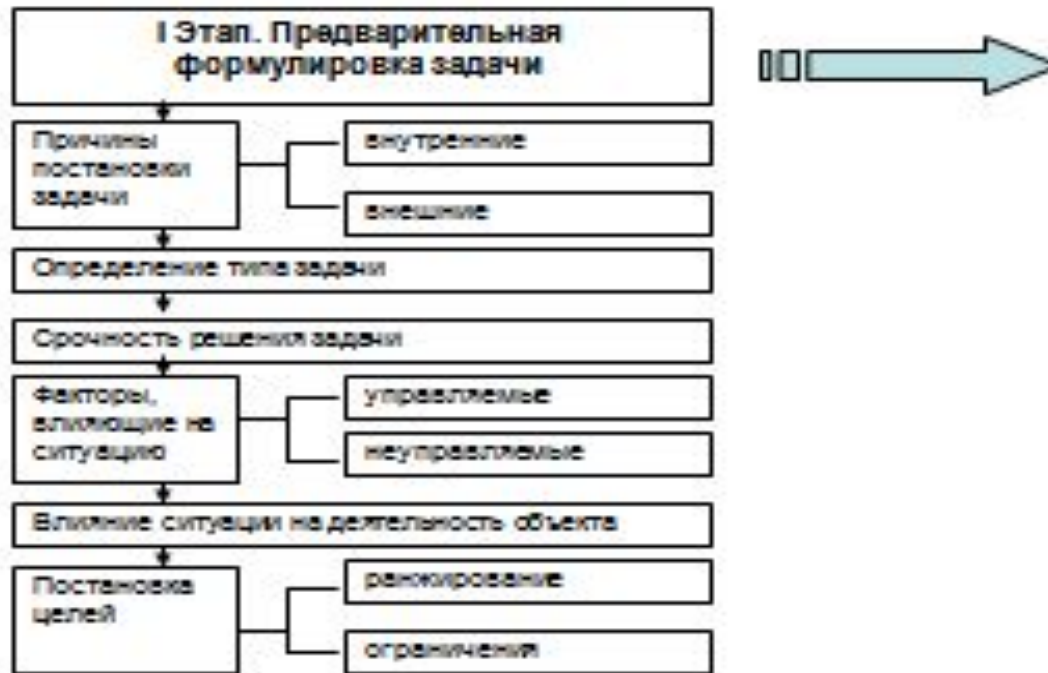 I Этап. Предварительная
формулировка задачи
Причины
постановки
задачи
внутренние
внешние
Определение типа задачи
Срочность решения задачи
Факторы,
влияющие на
ситуацию
управляемые
неуправляемые
Влияние ситуации на деятельность объекта
Постановка
целей
ранжирование
ограничения